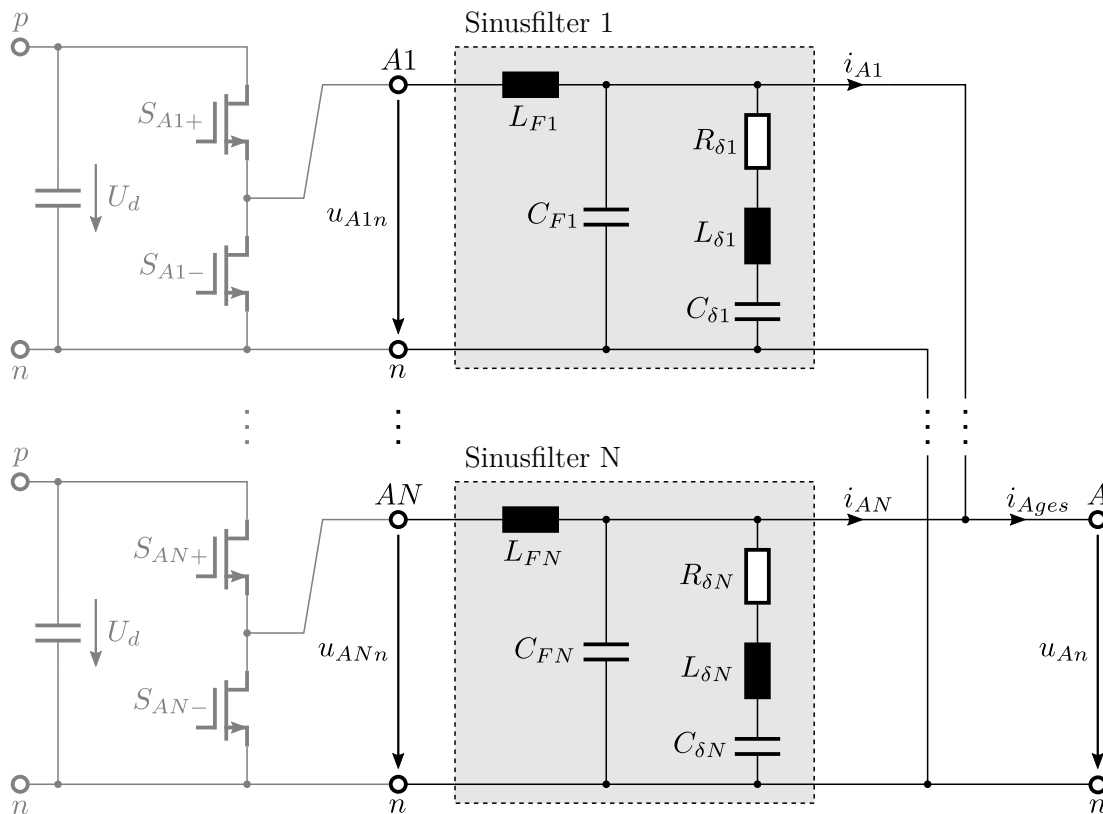 Sinusfilter 1
p
A1
i_{A1}
S_{A1+}
L_{F1}
R_{δ1}
U_d
u_{A1n}
C_{F1}
L_{δ1}
S_{A1−}
C_{δ1}
n
n
Sinusfilter N
p
AN
i_{AN}
i_{Ages}
A
S_{AN+}
L_{FN}
R_{δN}
U_d
u_{ANn}
C_{FN}
L_{δN}
u_{An}
S_{AN−}
C_{δN}
n
n
n